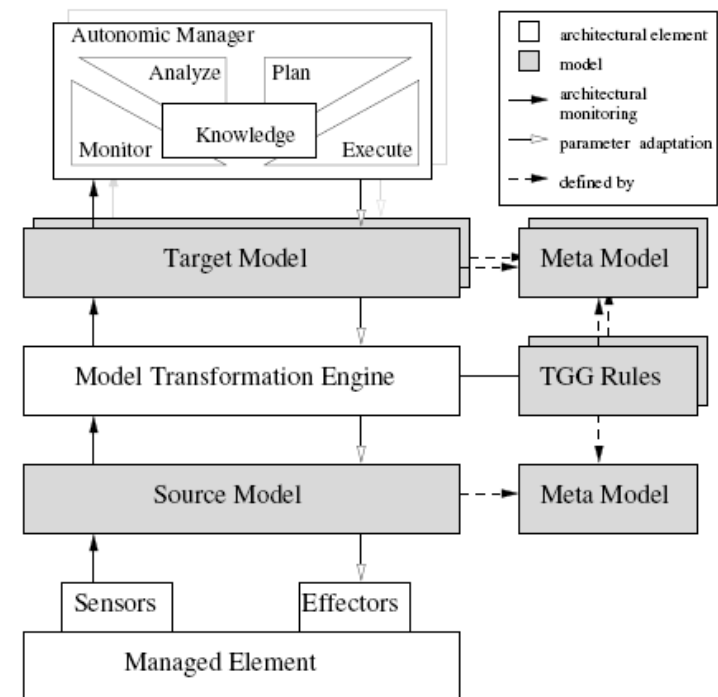 Autonomic Manager
Analyze
Plan
Knowledge
Monitor
Execute
architectural element
model
architectural
monitoring
parameter adaptation
defined by
Target Model
Meta Model
Model Transformation Engine
TGG Rules
Source Model
Meta Model
Sensors
Effectors
Managed Element